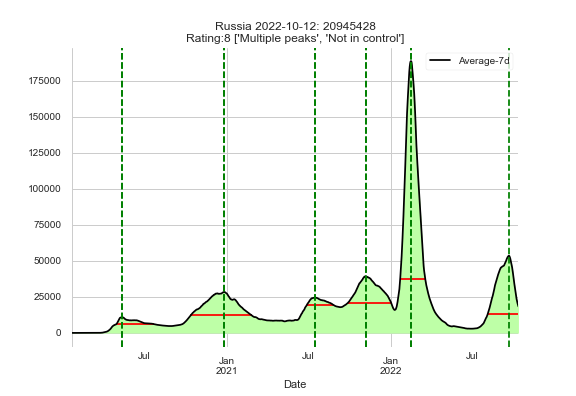 Russia 2022-10-12: 20945428
Rating:8 ['Multiple peaks', 'Not in control']
Average-7d
175000
150000
125000
100000
75000
50000
25000
0
Jul
Jan
2021
Jul
Jan
2022
Jul
Date